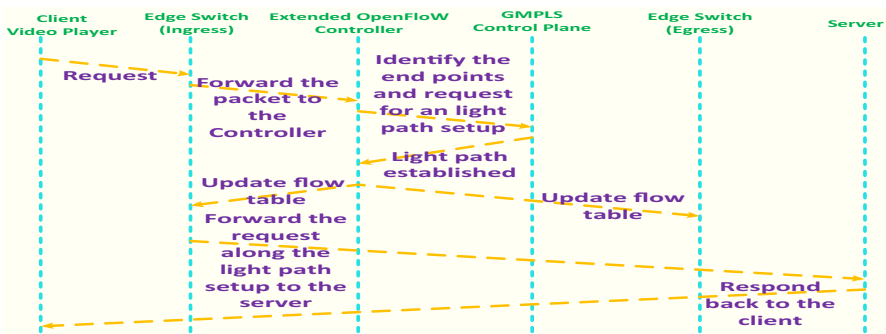 Client
Video Player
Edge Switch
(Ingress)
Extended OpenFloW
Controller
GMPLS
Control Plane
Edge Switch
(Egress)
Server
Request
Forward the
packet to
the
Controller
Identify the
end points
and request
for an light
path setup
Light path
established
Update flow
table
Update flow
table
Forward the
request
along the
light path
setup to the
server
Respond
back to the
client